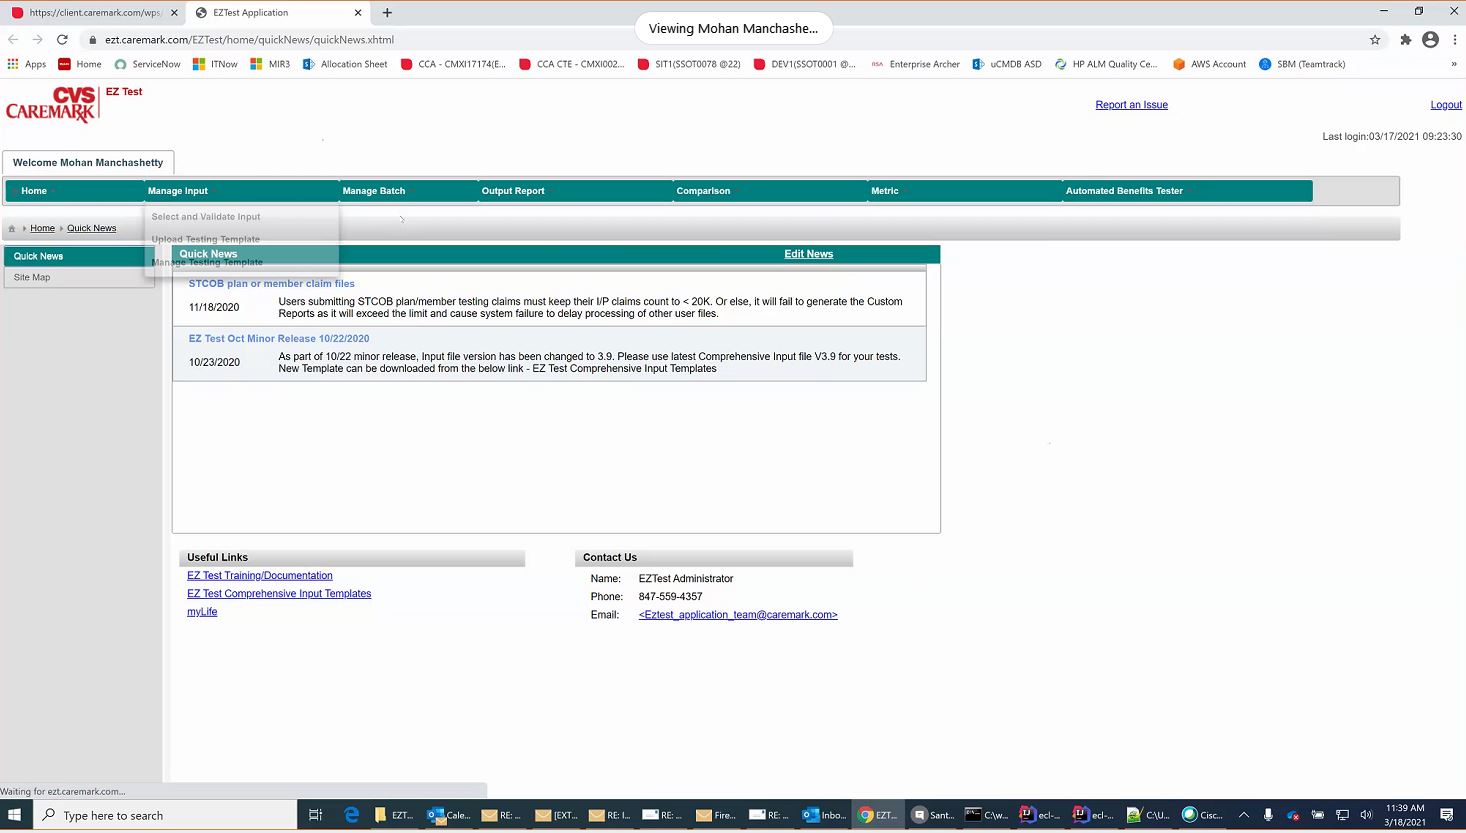 https://client.caremark.com/wps/
EZTest Application
Viewing Mohan Manchashe...
ezt.caremark.com/EZTest/home/quickNews/quickNews.xhtml
Apps
Home
ServiceNow
ITNow
MIR3
Allocation Sheet
CCA - CMXI17174(E...
CCA CTE - CMXI002...
SIT1(SSOT0078 @22)
DEV1(SSOT0001 @...
RSA
Enterprise Archer
uCMDB ASD
HP ALM Quality Ce...
AWS Account
SBM (Teamtrack)
»
CVS
CAREMARK
EZ Test
Report an Issue
Logout
Last login:03/17/2021 09:23:30
Welcome Mohan Manchashetty
Home
Manage Input
Manage Batch
Output Report
Comparison
Metric
Automated Benefits Tester
Select and Validate Input
Upload Testing Template
Manage Testing Template
Home
Quick News
Quick News
Site Map
Quick News
Edit News
STCOB plan or member claim files
11/18/2020
Users submitting STCOB plan/member testing claims must keep their I/P claims count to < 20K. Or else, it will fail to generate the Custom
Reports as it will exceed the limit and cause system failure to delay processing of other user files.
EZ Test Oct Minor Release 10/22/2020
10/23/2020
As part of 10/22 minor release, Input file version has been changed to 3.9. Please use latest Comprehensive Input file V3.9 for your tests.
New Template can be downloaded from the below link - EZ Test Comprehensive Input Templates
Useful Links
EZ Test Training/Documentation
EZ Test Comprehensive Input Templates
myLife
Contact Us
Name: EZTest Administrator
Phone: 847-559-4357
Email: <Eztest_application_team@caremark.com>
Waiting for ezt.caremark.com...
Type here to search
EZT...
Cale...
RE: ...
[EXT...
RE: I...
RE: ...
Fire...
RE: ...
Inbo...
EZT...
Sant...
C:\w...
ecl-...
ecl-...
C:\U...
Cisc...
11:39 AM
3/18/2021